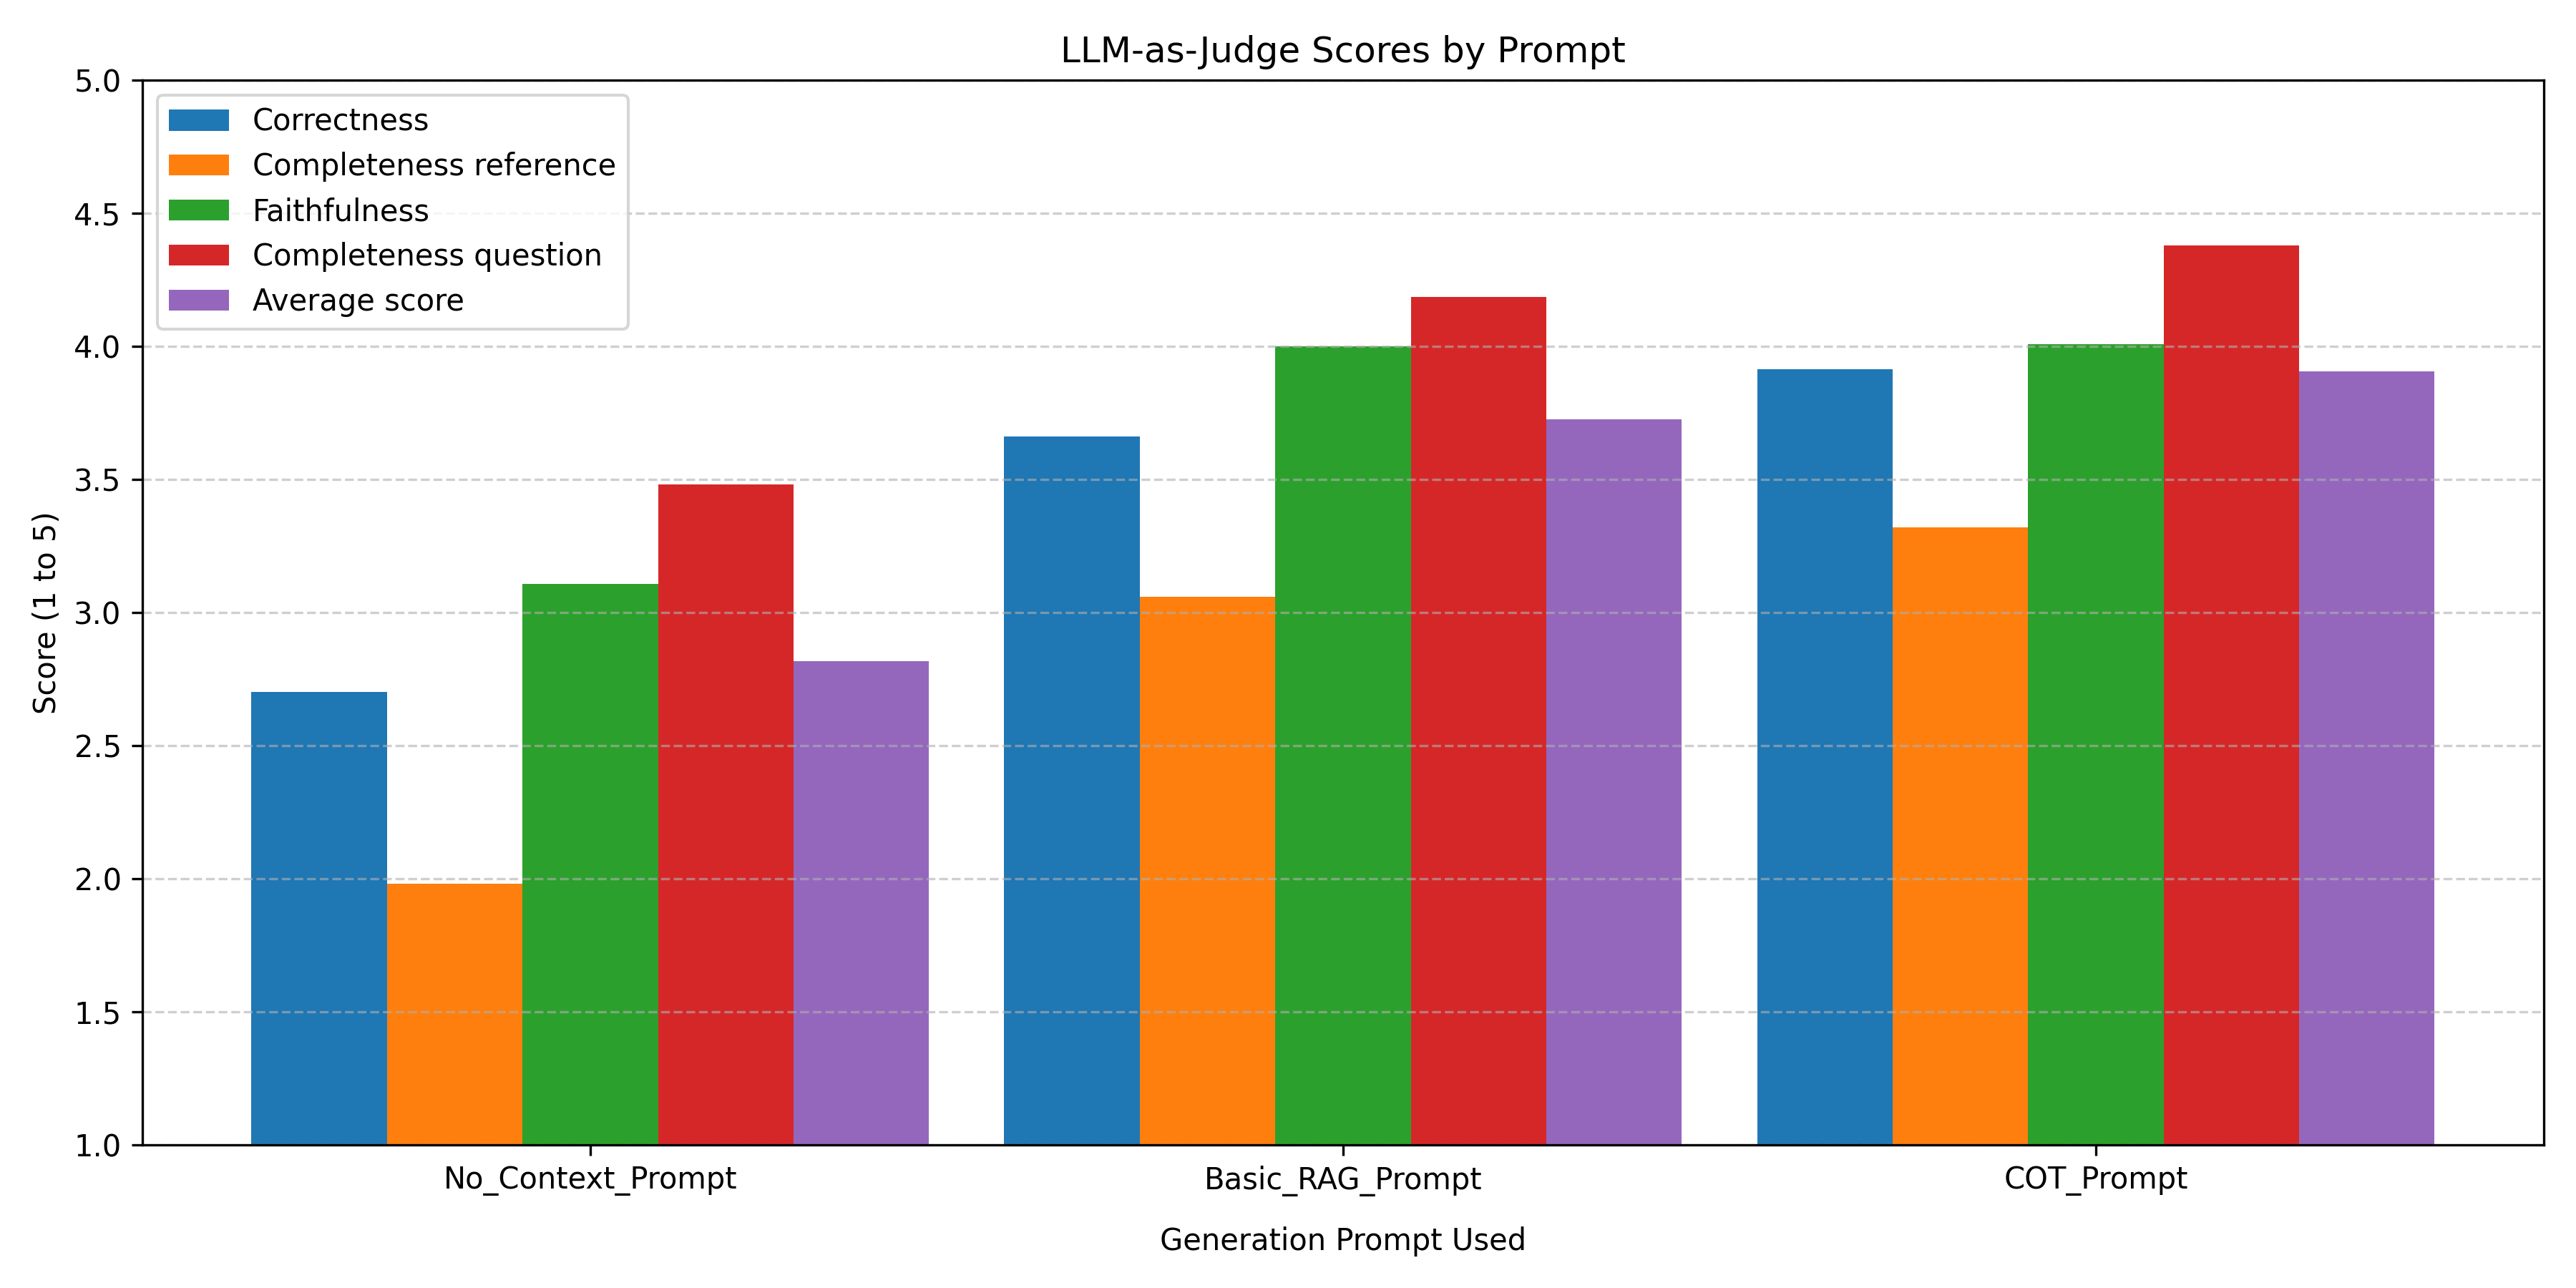 LLM-as-Judge Scores by Prompt
5.0
4.5
4.0
3.5
3.0
2.5
2.0
1.5
1.0
Score (1 to 5)
Correctness
Completeness reference
Faithfulness
Completeness question
Average score
No_Context_Prompt
Basic_RAG_Prompt
COT_Prompt
Generation Prompt Used